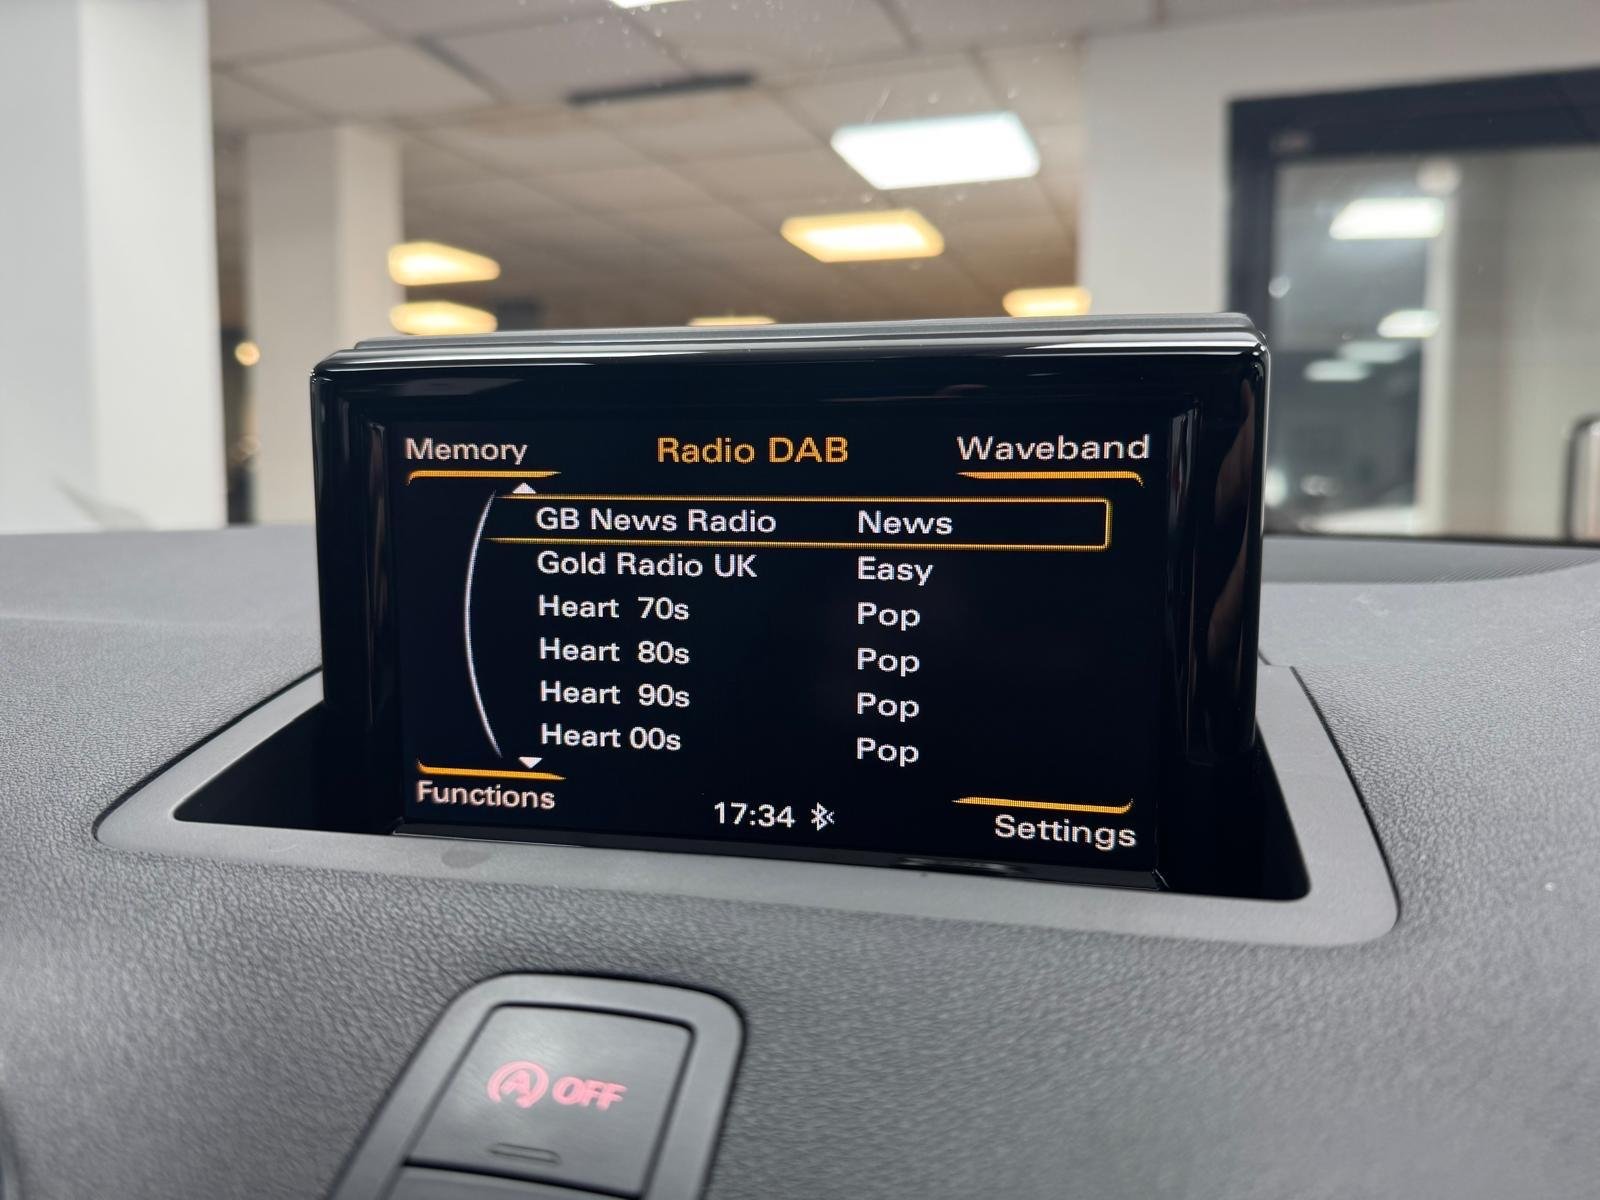 Memory Radio DAB Waveband
GB News Radio News
Gold Radio UK Easy
Heart 70s Pop
Heart 80s Pop
Heart 90s Pop
Heart 00s Pop
Functions 17:34 Settings
A OFF